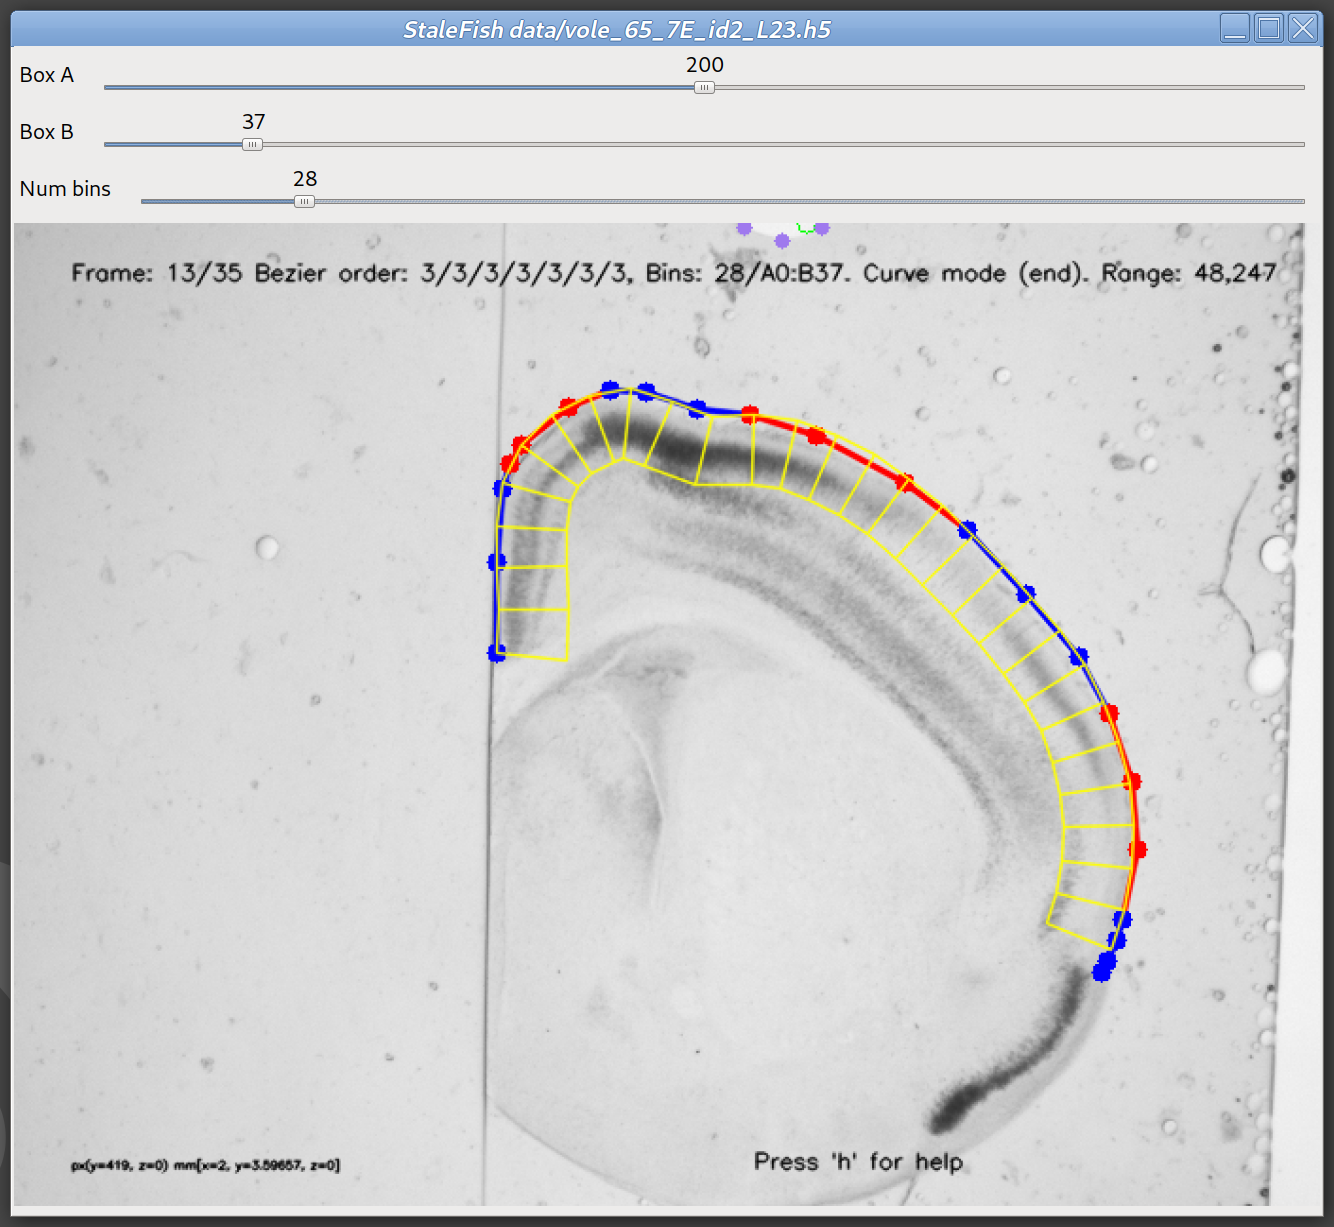 StaleFish data/vole_65_7E_id2_L23.h5
Box A
200
Box B
37
Num bins
28
Frame: 13/35 Bezier order: 3/3/3/3/3/3/3, Bins: 28/A0:B37. Curve mode (end). Range: 48,247
px(y=419, z=0) mm[x=2, y=3.59657, z=0]
Press 'h' for help